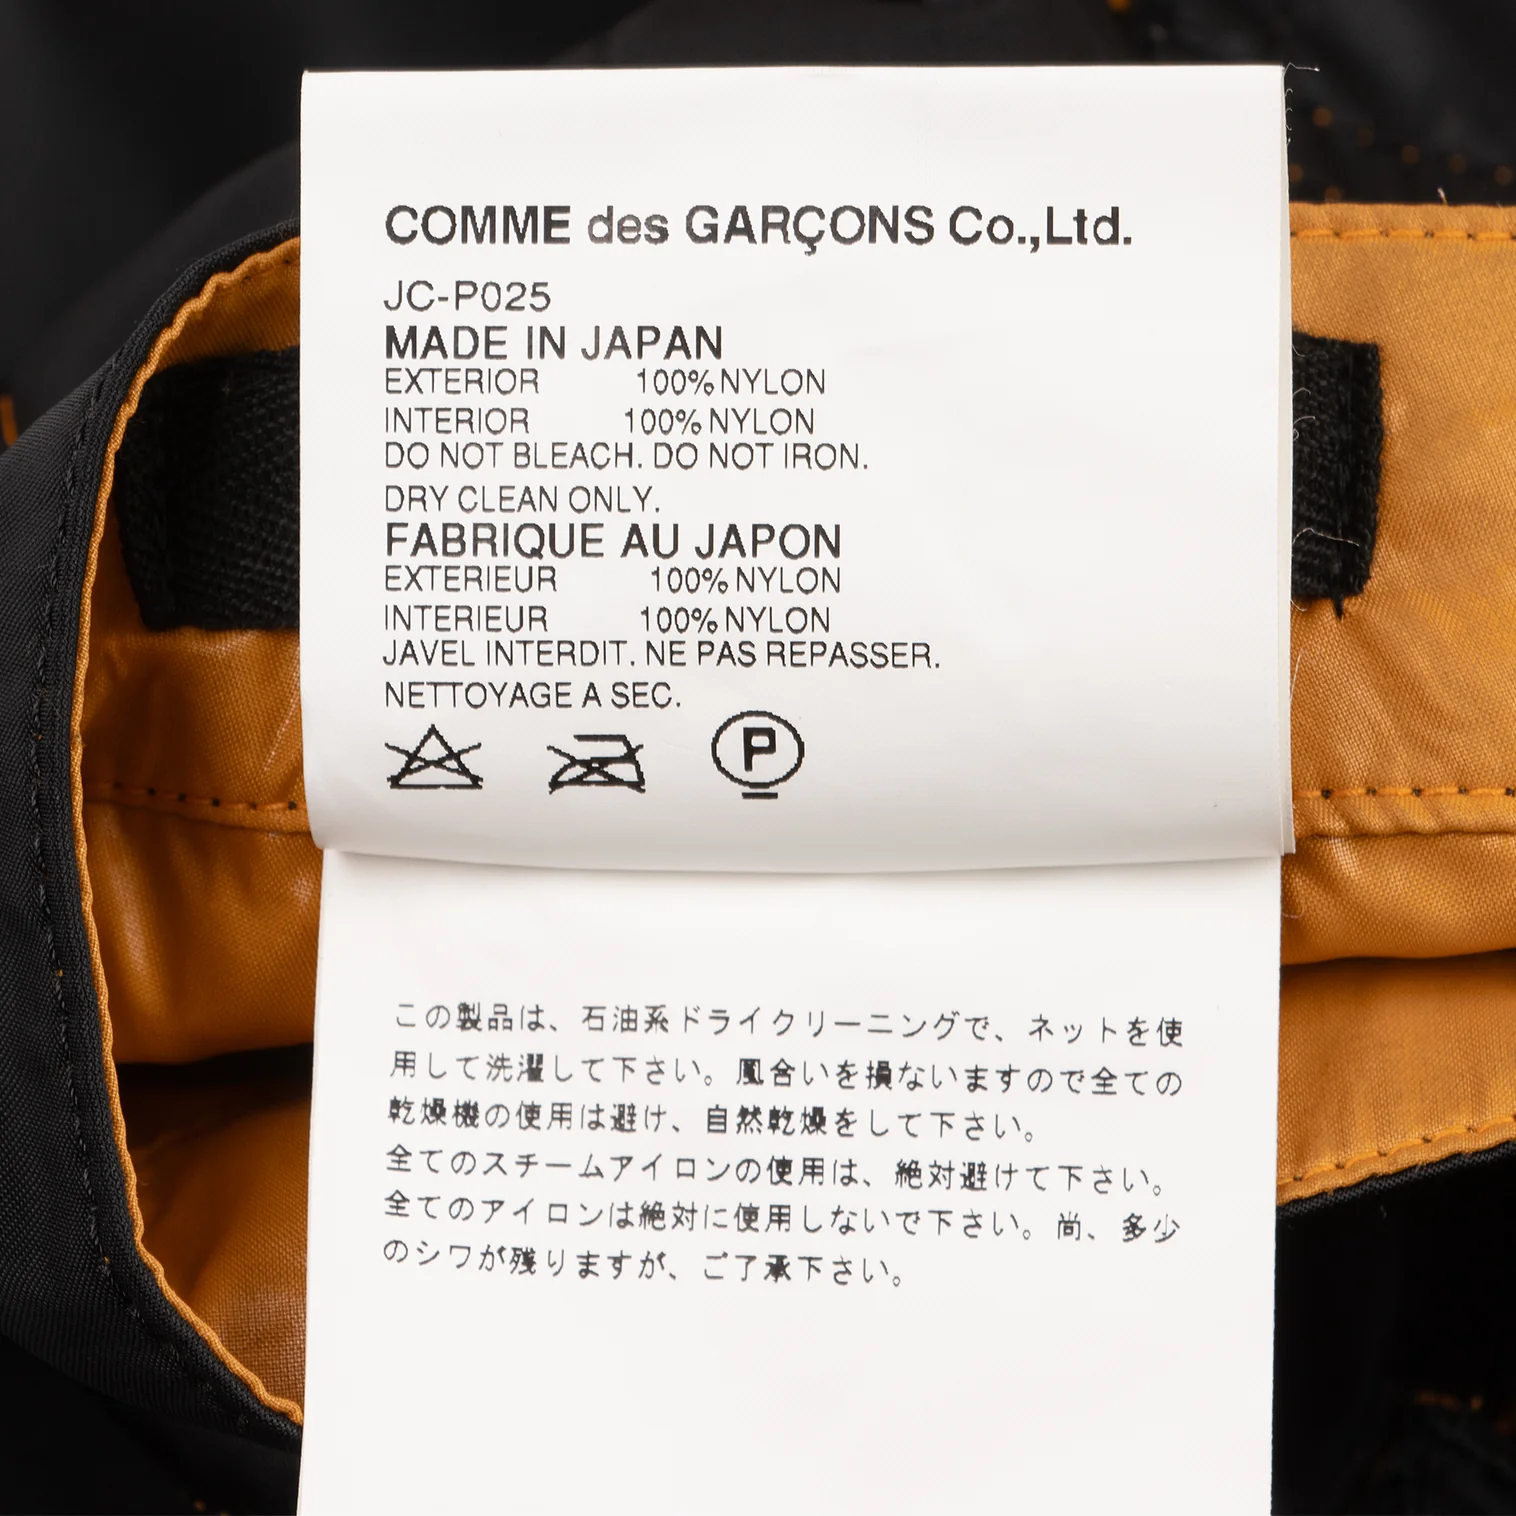 COMME des GARÇONS Co.,Ltd.
JC-P025
MADE IN JAPAN
EXTERIOR 100% NYLON
INTERIOR 100% NYLON
DO NOT BLEACH. DO NOT IRON.
DRY CLEAN ONLY.
FABRIQUE AU JAPON
EXTERIEUR 100% NYLON
INTERIEUR 100% NYLON
JAVEL INTERDIT. NE PAS REPASSER.
NETTOYAGE A SEC.
P
この製品は、石油系ドライクリーニングで、ネットを使
用して洗濯して下さい。風合いを損ないますので全ての
乾燥機の使用は避け、自然乾燥をして下さい。
全てのスチームアイロンの使用は、絶対避けて下さい。
全てのアイロンは絶対に使用しないで下さい。尚、多少
のシワが残りますが、ご了承下さい。